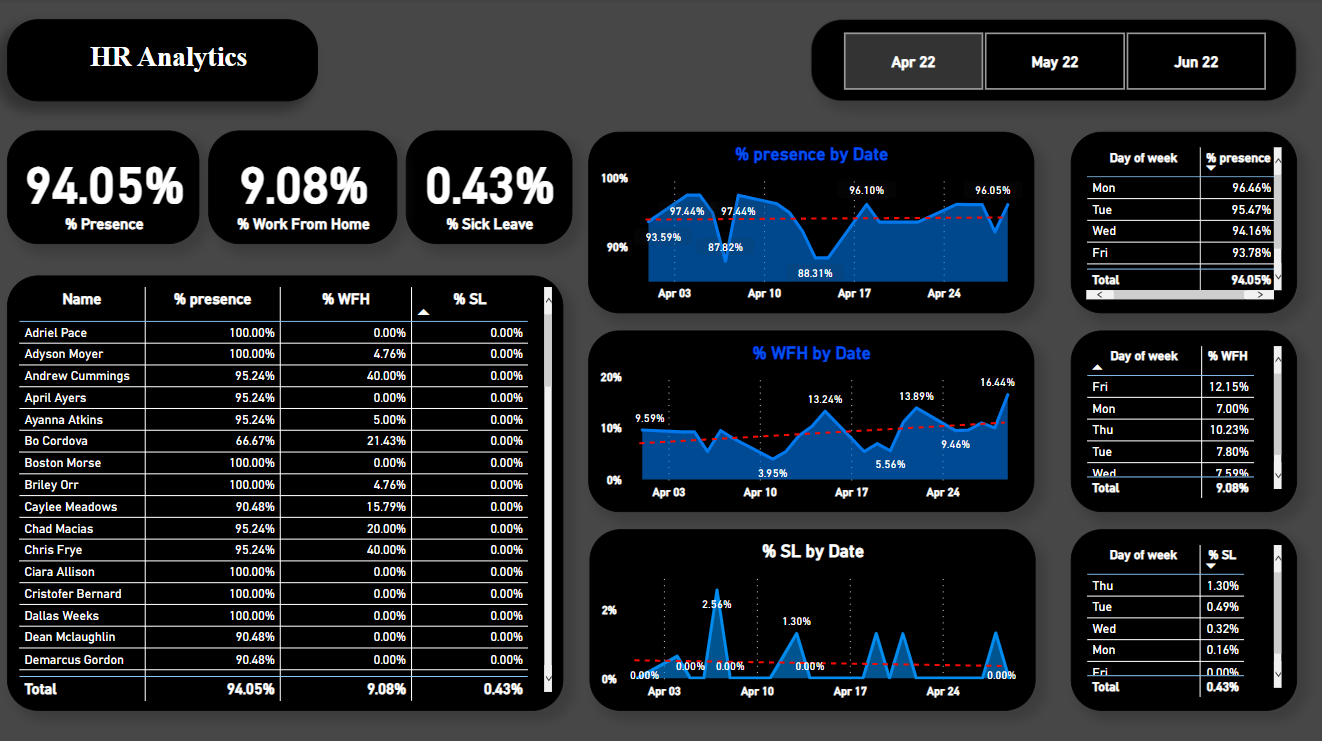 HR Analytics
Apr 22 May 22 Jun 22
94.05%
% Presence
9.08%
% Work From Home
0.43%
% Sick Leave
Name % presence % WFH % SL
Adriel Pace 100.00% 0.00% 0.00%
Adyson Moyer 100.00% 4.76% 0.00%
Andrew Cummings 95.24% 40.00% 0.00%
April Ayers 95.24% 0.00% 0.00%
Ayanna Atkins 95.24% 5.00% 0.00%
Bo Cordova 66.67% 21.43% 0.00%
Boston Morse 100.00% 0.00% 0.00%
Briley Orr 100.00% 4.76% 0.00%
Caylee Meadows 90.48% 15.79% 0.00%
Chad Macias 95.24% 20.00% 0.00%
Chris Frye 95.24% 40.00% 0.00%
Ciara Allison 100.00% 0.00% 0.00%
Cristofer Bernard 100.00% 0.00% 0.00%
Dallas Weeks 100.00% 0.00% 0.00%
Dean Mclaughlin 90.48% 0.00% 0.00%
Demarcus Gordon 90.48% 0.00% 0.00%
Total 94.05% 9.08% 0.43%
% presence by Date
100%
96.10% 96.05%
97.44% 97.44%
93.59%
90% 87.82%
88.31%
Apr 03 Apr 10 Apr 17 Apr 24
Day of week % presence
Mon 96.46%
Tue 95.47%
Wed 94.16%
Fri 93.78%
Total 94.05%
% WFH by Date
20%
16.44%
13.24% 13.89%
9.59%
10%
9.46%
5.56%
3.95%
0%
Apr 03 Apr 10 Apr 17 Apr 24
Day of week % WFH
Fri 12.15%
Mon 7.00%
Thu 10.23%
Tue 7.80%
Wed 7.59%
Total 9.08%
% SL by Date
2.56%
2%
1.30%
0.00% 0.00% 0.00%
0% 0.00% 0.00%
Apr 03 Apr 10 Apr 17 Apr 24
Day of week % SL
Thu 1.30%
Tue 0.49%
Wed 0.32%
Mon 0.16%
Fri 0.00%
Total 0.43%